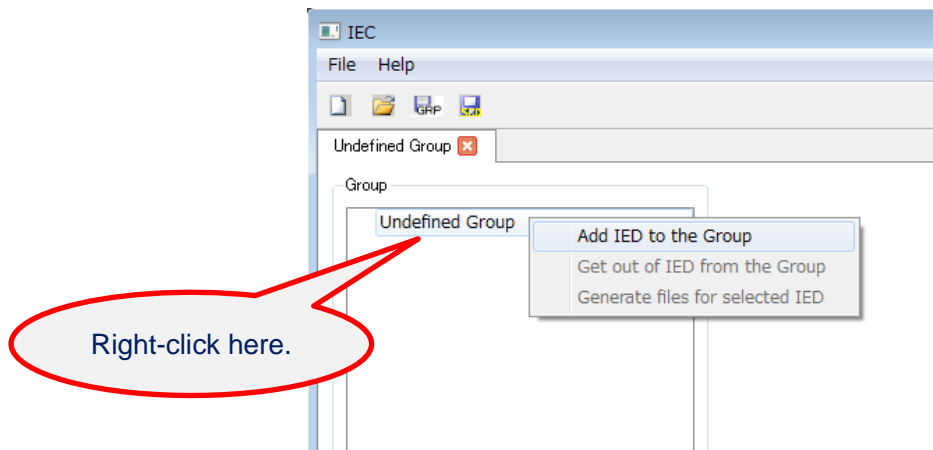 IEC
File Help
GRP
Undefined Group
Group
Undefined Group
Add IED to the Group
Get out of IED from the Group
Generate files for selected IED
Right-click here.